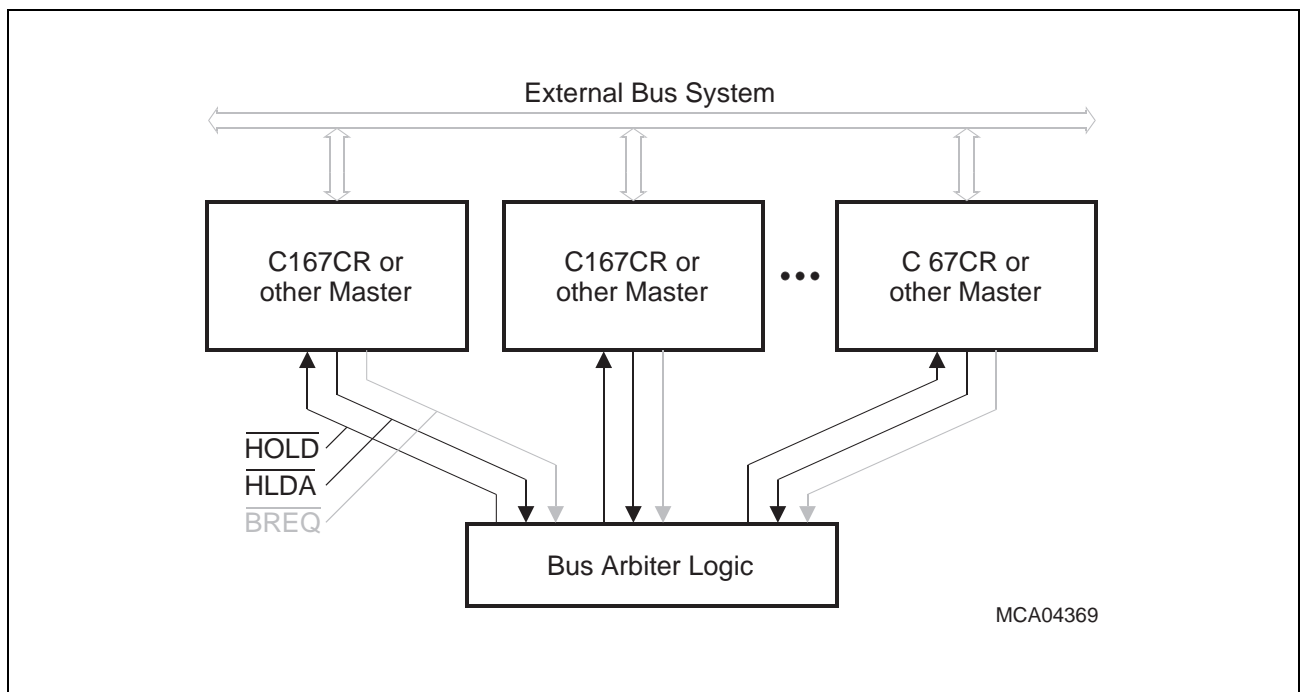 External Bus System
C167CR or
other Master
C167CR or
other Master
•••
C 67CR or
other Master
HOLD
HLDA
BREQ
Bus Arbiter Logic
MCA04369